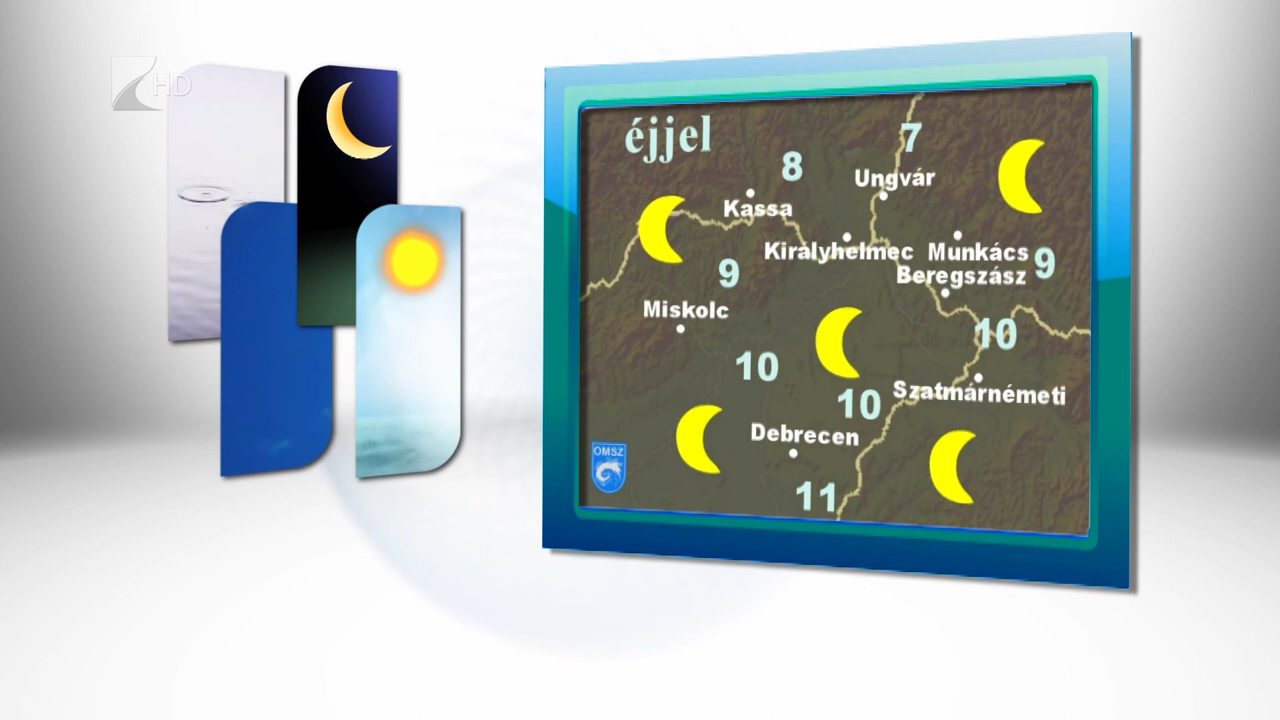 HD
éjjel
7
8
Ungvár
Kassa
Királyhelmec
Munkács
9
9
Beregszász
Miskolc
10
10
Szatmárnémeti
10
Debrecen
OMSZ
11